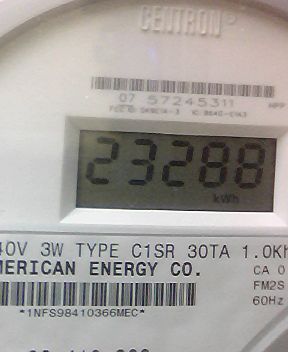 CENTRON®
07 57245311
23288
kWh
40V 3W TYPE C1SR 30TA 1.0Kh
MERICAN ENERGY CO.
CA 0
FM2S
60Hz
*1NFS98410366MEC*